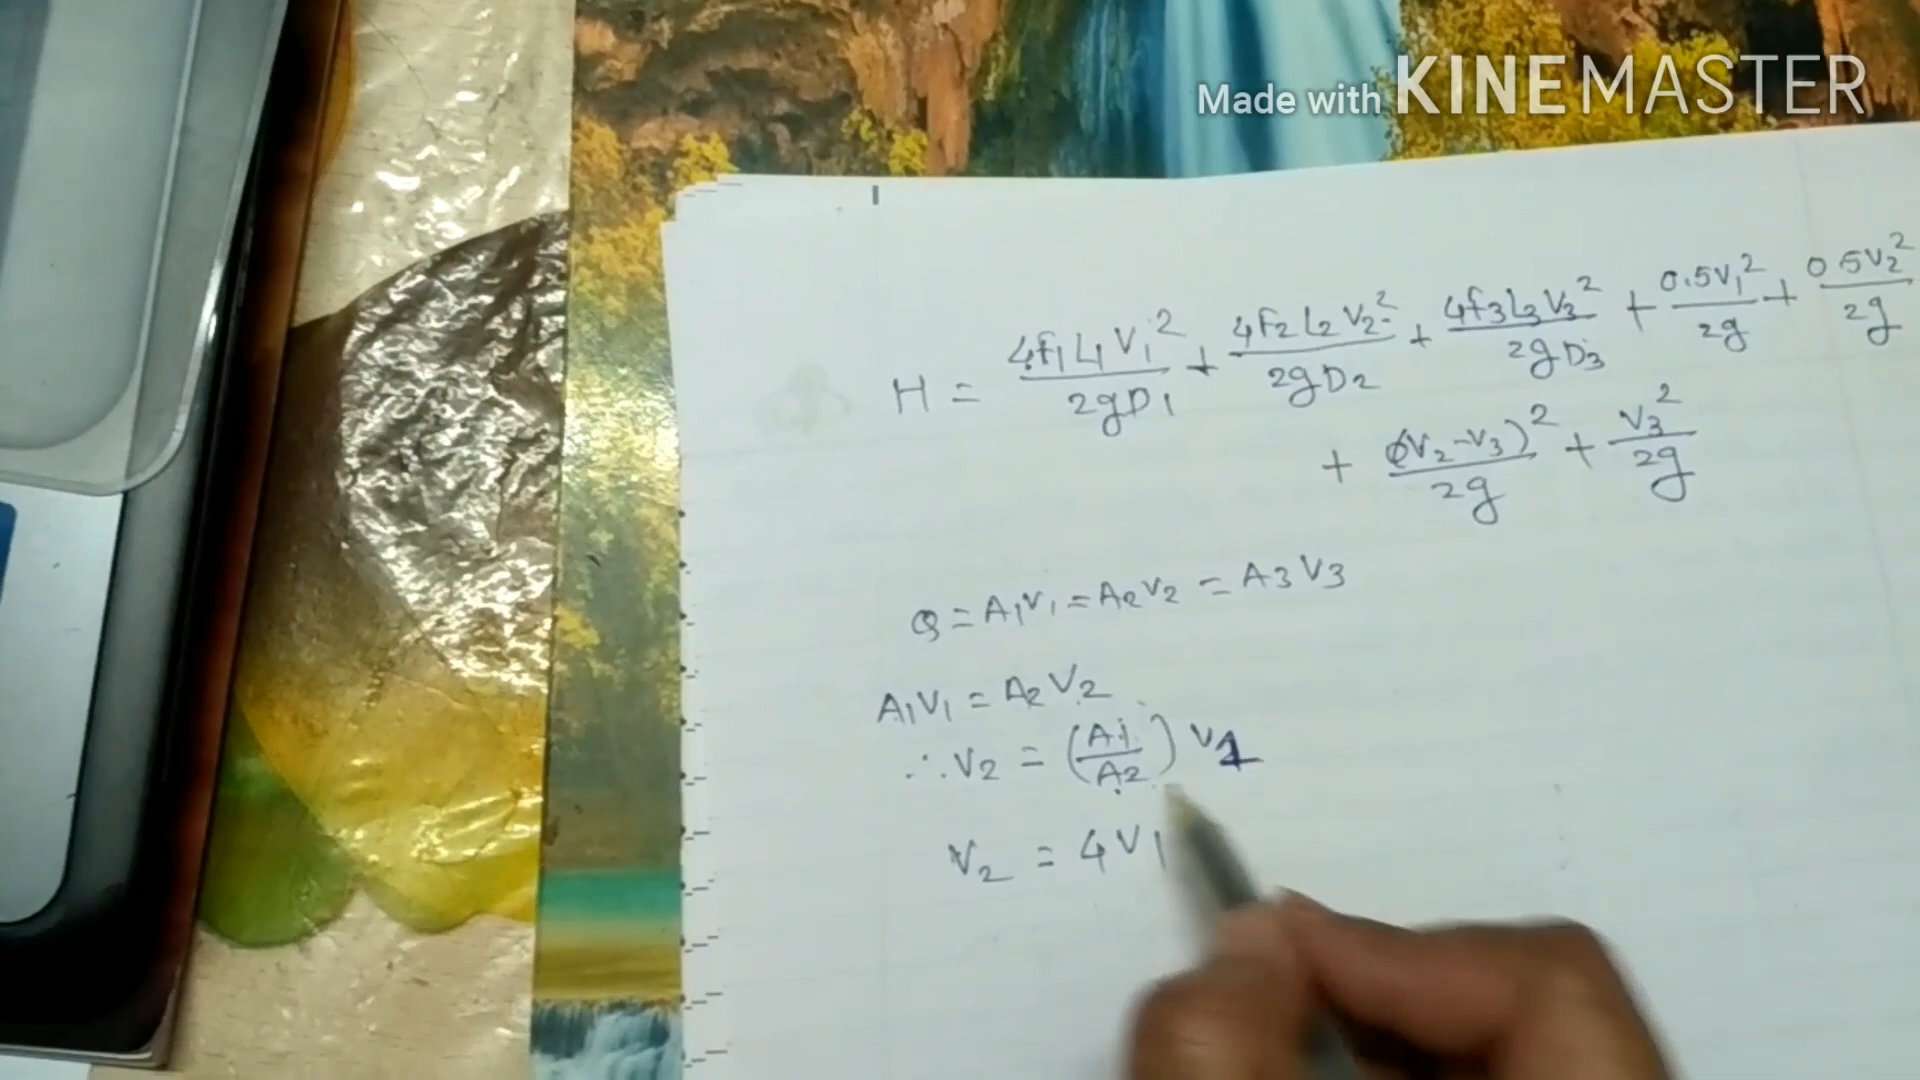 Made with KINEMASTER
H = 4f₁L₁V₁²/2gD₁ + 4f₂L₂V₂²/2gD₂ + 4f₃L₃V₃²/2gD₃ + 0.5V₁²/2g + 0.5V₂²/2g
+ (V₂-V₃)²/2g + V₃²/2g
Q = A₁V₁ = A₂V₂ = A₃V₃
A₁V₁ = A₂V₂
∴ V₂ = (A₁/A₂) V₁
V₂ = 4V₁